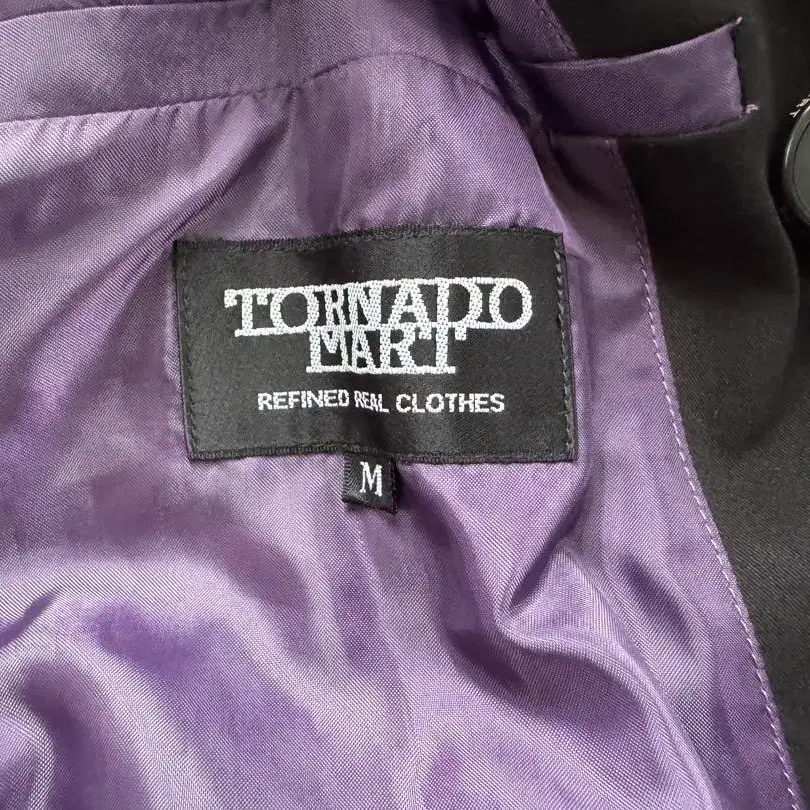 TORNADO
MART
REFINED REAL CLOTHES
M